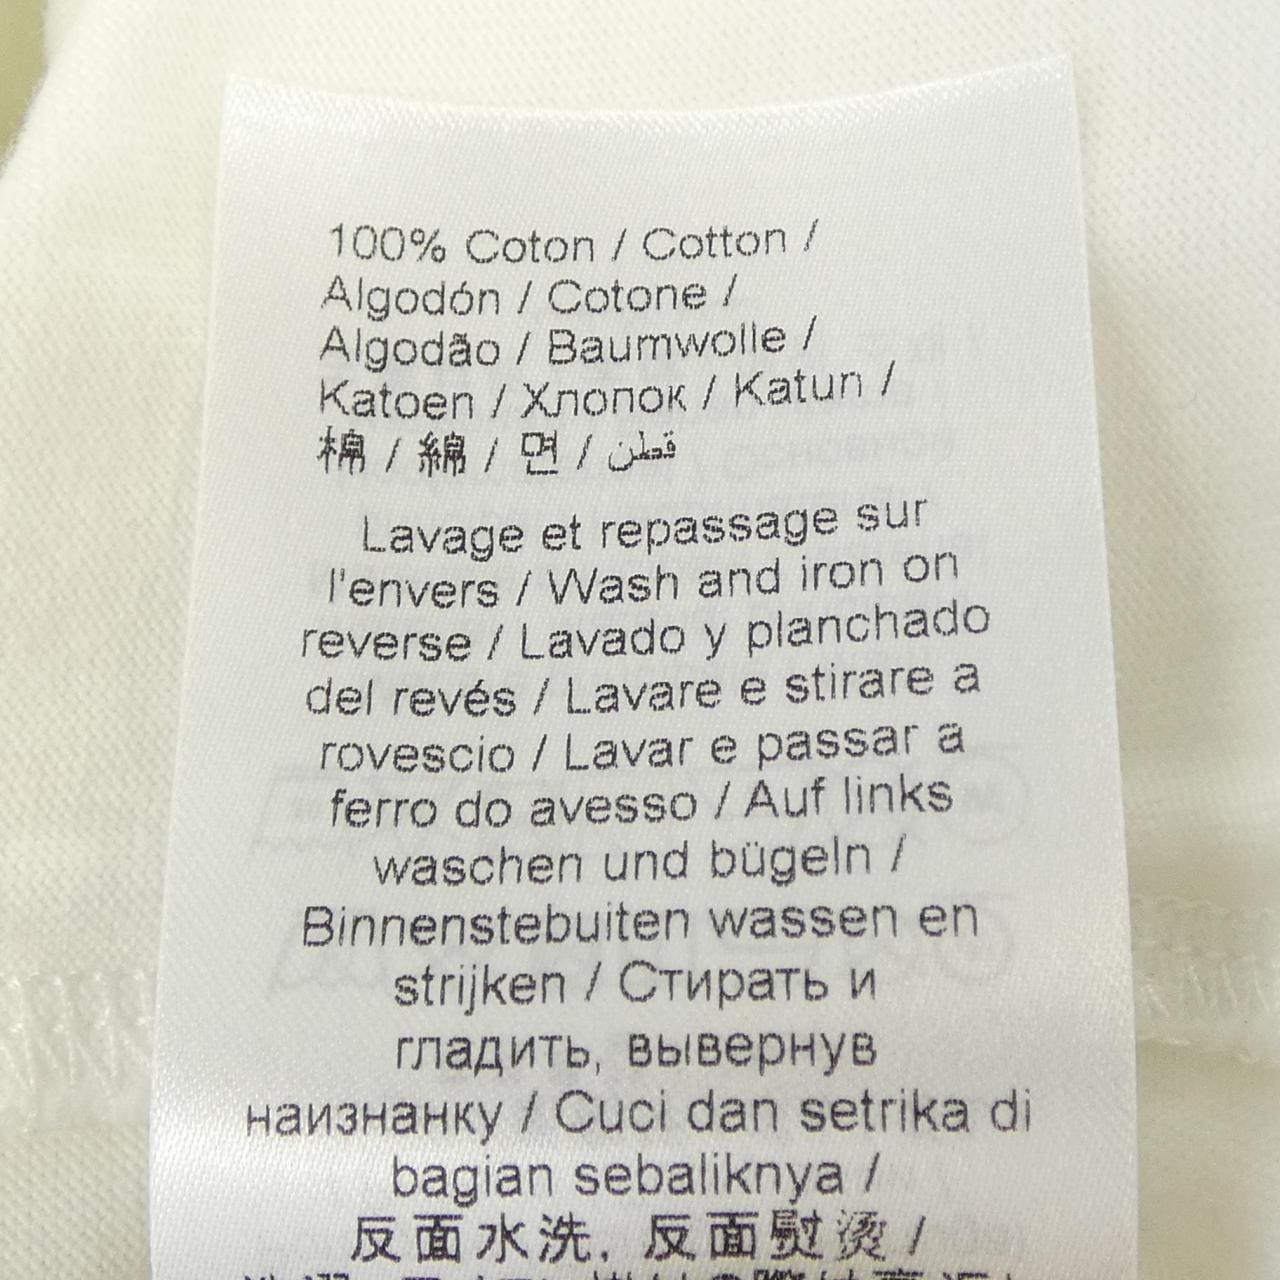 100% Coton / Cotton /
Algodón / Cotone /
Algodão / Baumwolle /
Katoen / Хлопок / Katun /
棉 / 綿 / 면 / قطن
Lavage et repassage sur
l'envers / Wash and iron on
reverse / Lavado y planchado
del revés / Lavare e stirare a
rovescio / Lavar e passar a
ferro do avesso / Auf links
waschen und bügeln /
Binnenstebuiten wassen en
strijken / Стирать и
гладить, вывернув
наизнанку / Cuci dan setrika di
bagian sebaliknya /
反面水洗, 反面熨烫 /